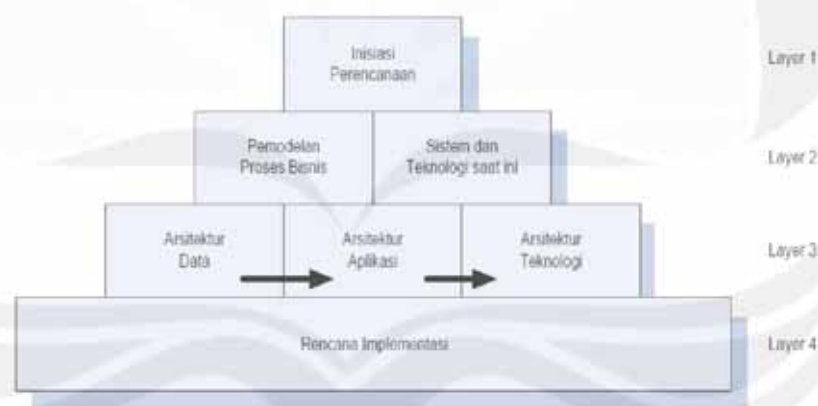 Inisiasi
Perencanaan
Layer 1
Pemodelan
Proses Bisnis
Sistem dan
Teknologi saat ini
Layer 2
Arsitektur
Data
Arsitektur
Aplikasi
Arsitektur
Teknologi
Layer 3
Rencana Implementasi
Layer 4